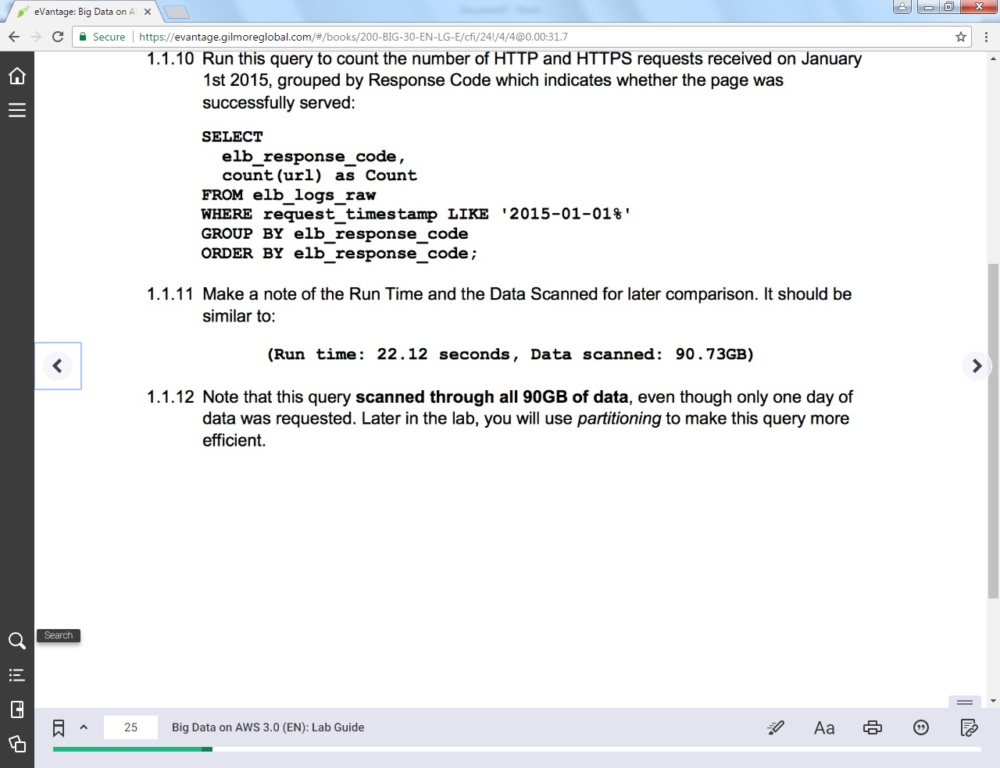 eVantage: Big Data on A
Secure
https://evantage.gilmoreglobal.com/#/books/200-BIG-30-EN-LG-E/cfi/24!/4/4@0.00:31.7
1.1.10 Run this query to count the number of HTTP and HTTPS requests received on January
1st 2015, grouped by Response Code which indicates whether the page was
successfully served:
SELECT
elb_response_code,
count(url) as Count
FROM elb_logs_raw
WHERE request_timestamp LIKE '2015-01-01%'
GROUP BY elb_response_code
ORDER BY elb_response_code;
1.1.11 Make a note of the Run Time and the Data Scanned for later comparison. It should be
similar to:
(Run time: 22.12 seconds, Data scanned: 90.73GB)
1.1.12 Note that this query scanned through all 90GB of data, even though only one day of
data was requested. Later in the lab, you will use partitioning to make this query more
efficient.
Search
25 Big Data on AWS 3.0 (EN): Lab Guide
Aa